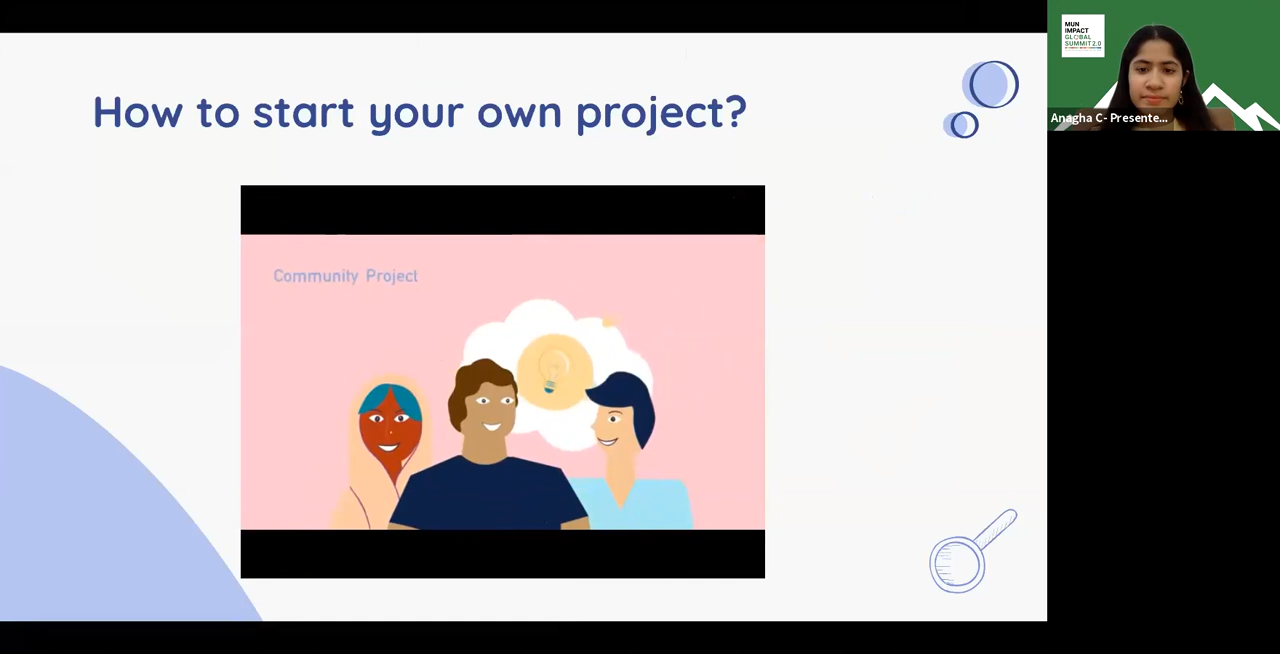 How to start your own project?
Community Project
MUN
IMPACT
GLOBAL
SUMMIT 2.0
Anagha C- Presente...